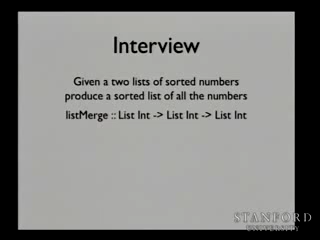 Interview
Given a two lists of sorted numbers
produce a sorted list of all the numbers
listMerge :: List Int -> List Int -> List Int
STANFORD
UNIVERSITY